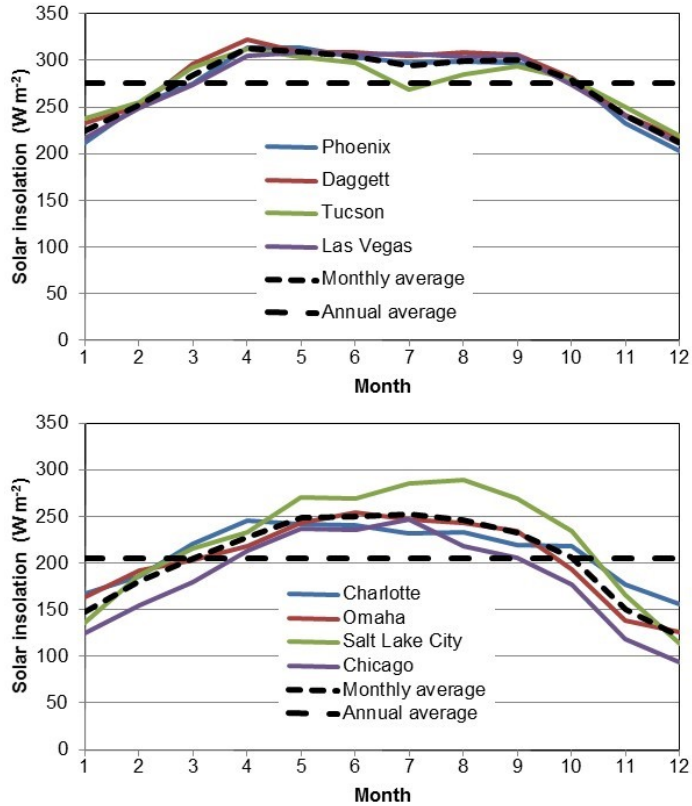 350
300
250
200
150
100
50
0
Solar insolation (W m-2)
Phoenix
Daggett
Tucson
Las Vegas
Monthly average
Annual average
1 2 3 4 5 6 7 8 9 10 11 12
Month
350
300
250
200
150
100
50
0
Solar insolation (W m-2)
Charlotte
Omaha
Salt Lake City
Chicago
Monthly average
Annual average
1 2 3 4 5 6 7 8 9 10 11 12
Month